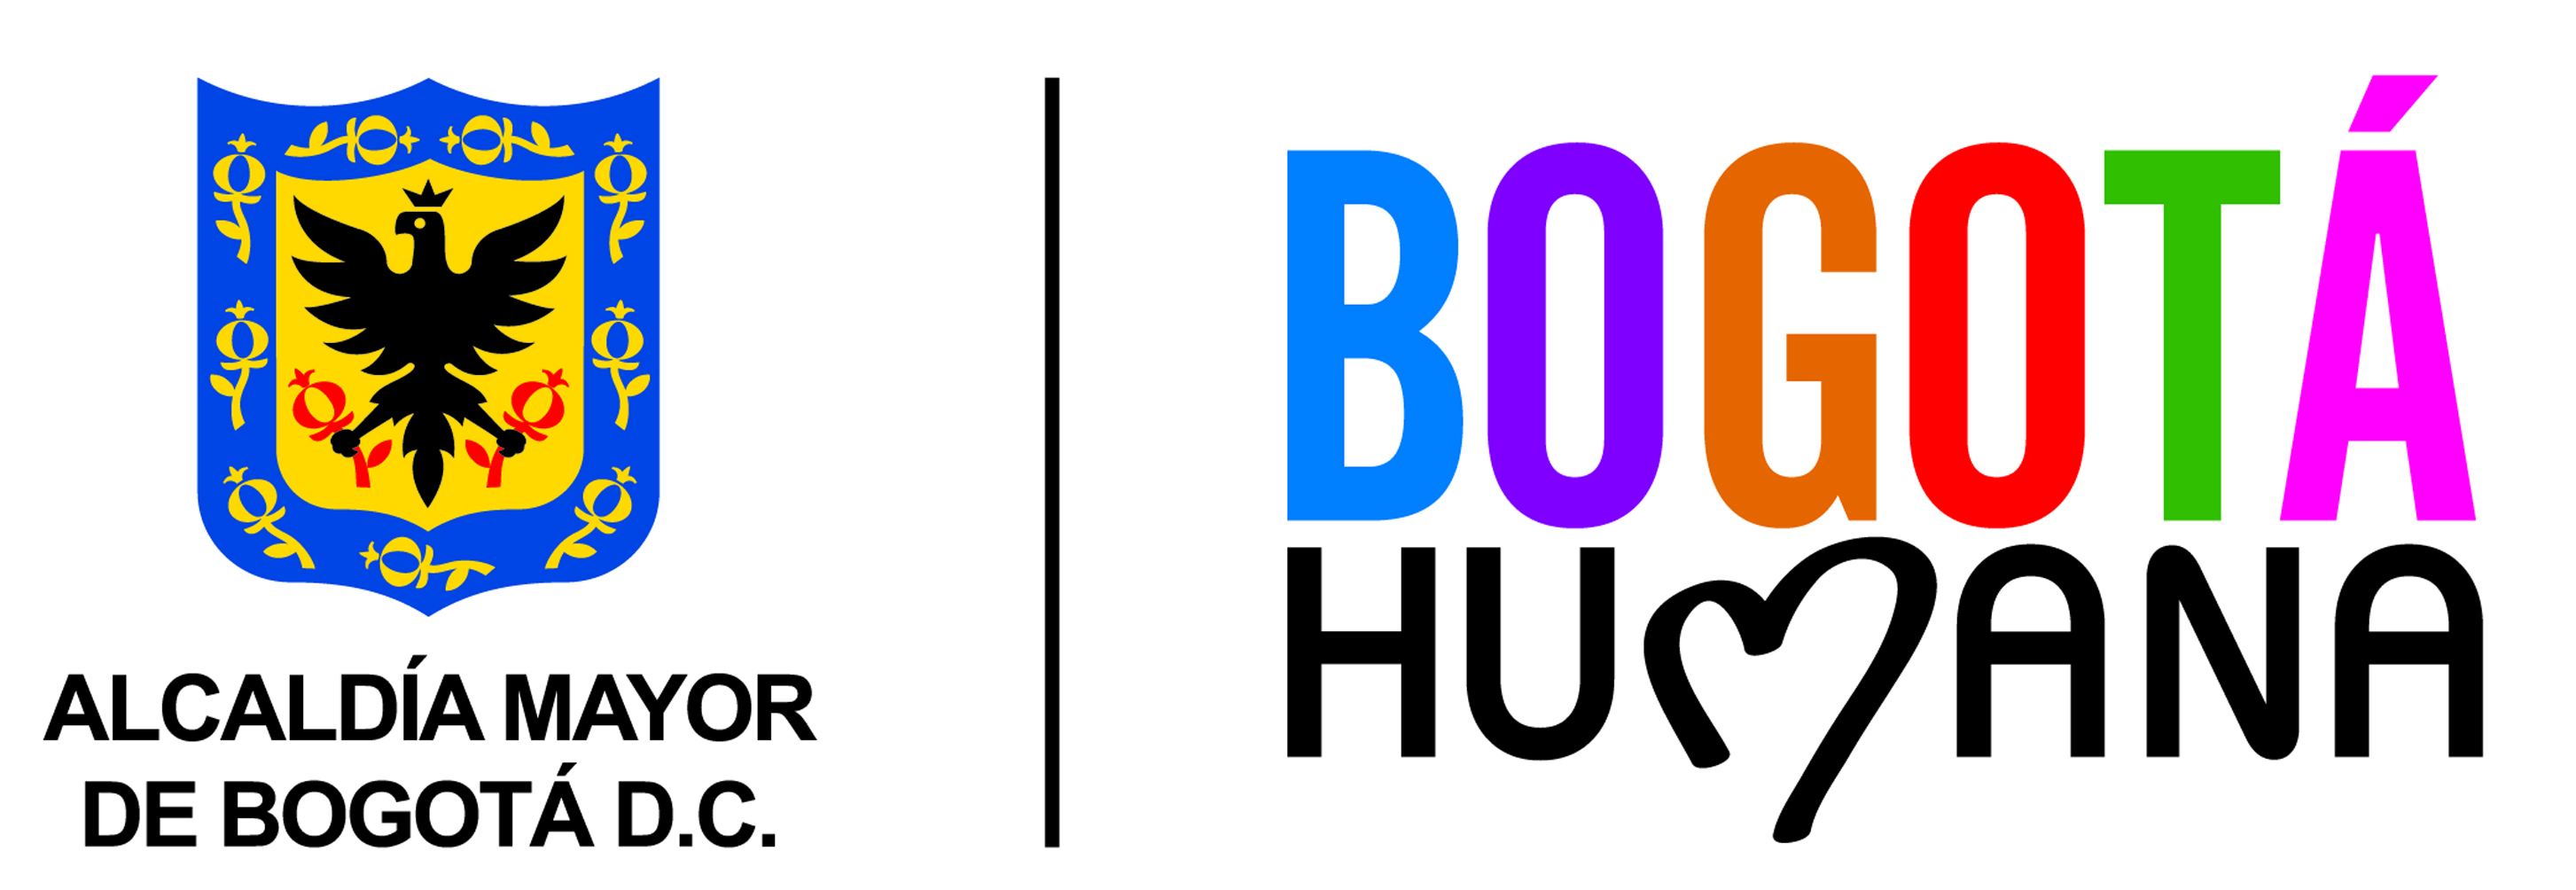 ALCALDÍA MAYOR
DE BOGOTÁ D.C.
BOGOTÁ
HUMANA